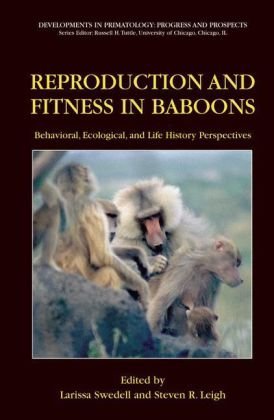 DEVELOPMENTS IN PRIMATOLOGY: PROGRESS AND PROSPECTS
Series Editor: Russell H. Tuttle, University of Chicago, Chicago, IL
REPRODUCTION AND
FITNESS IN BABOONS
Behavioral, Ecological, and Life History Perspectives
Edited by
Larissa Swedell and Steven R. Leigh